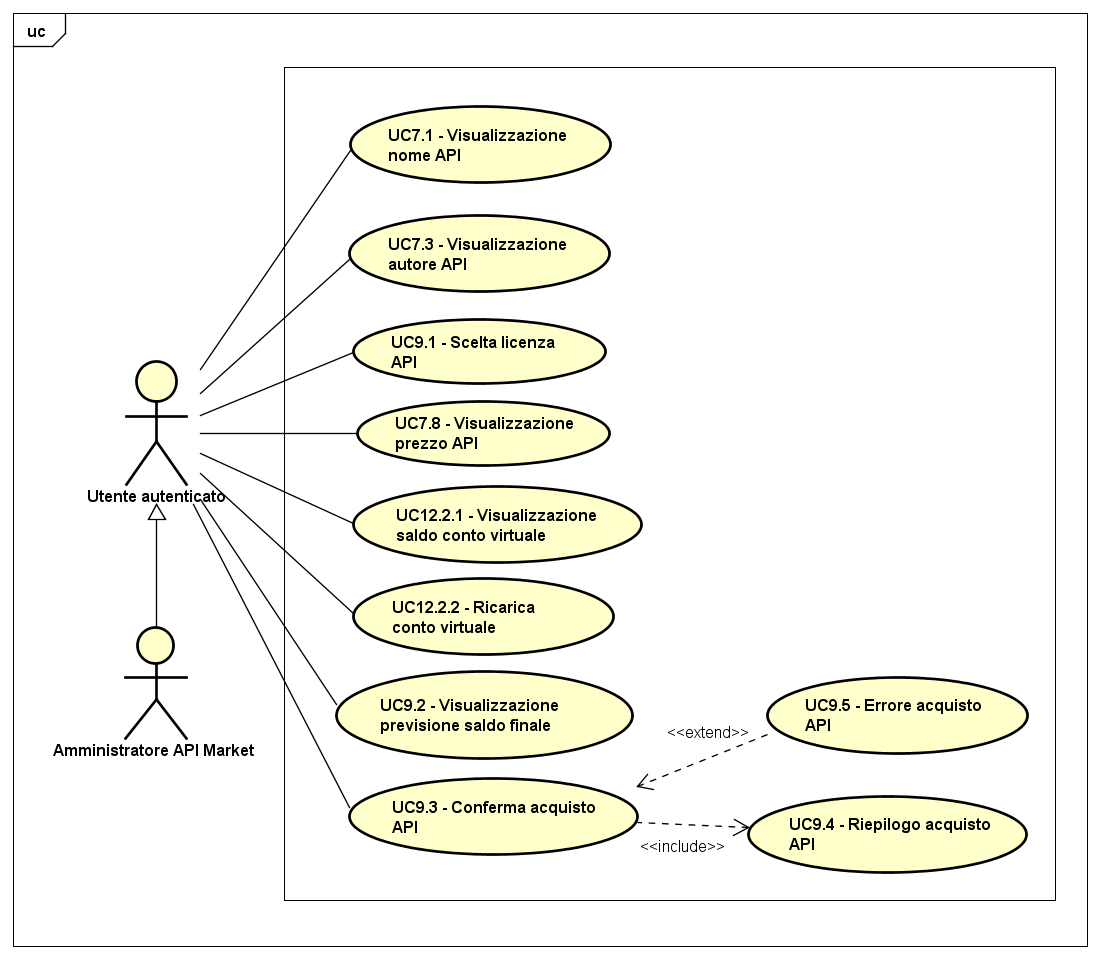 uc
UC7.1 - Visualizzazione
nome API
UC7.3 - Visualizzazione
autore API
UC9.1 - Scelta licenza
API
UC7.8 - Visualizzazione
prezzo API
Utente autenticato
UC12.2.1 - Visualizzazione
saldo conto virtuale
UC12.2.2 - Ricarica
conto virtuale
UC9.2 - Visualizzazione
previsione saldo finale
UC9.5 - Errore acquisto
API
<<extend>>
Amministratore API Market
UC9.3 - Conferma acquisto
API
UC9.4 - Riepilogo acquisto
API
<<include>>